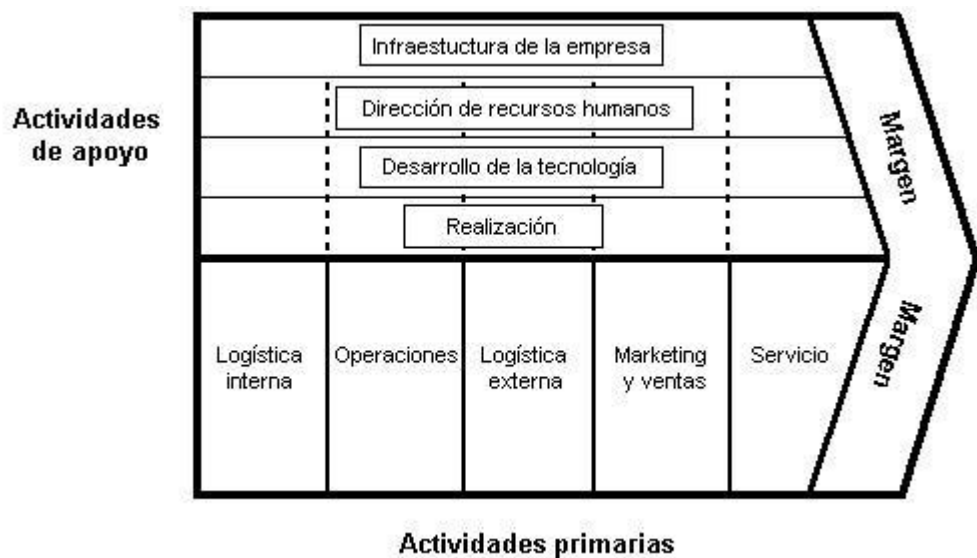 Infraestuctura de la empresa
Actividades
de apoyo
Dirección de recursos humanos
Desarrollo de la tecnología
Realización
Margen
Margen
Logística
interna
Operaciones
Logística
externa
Marketing
y ventas
Servicio
Actividades primarias